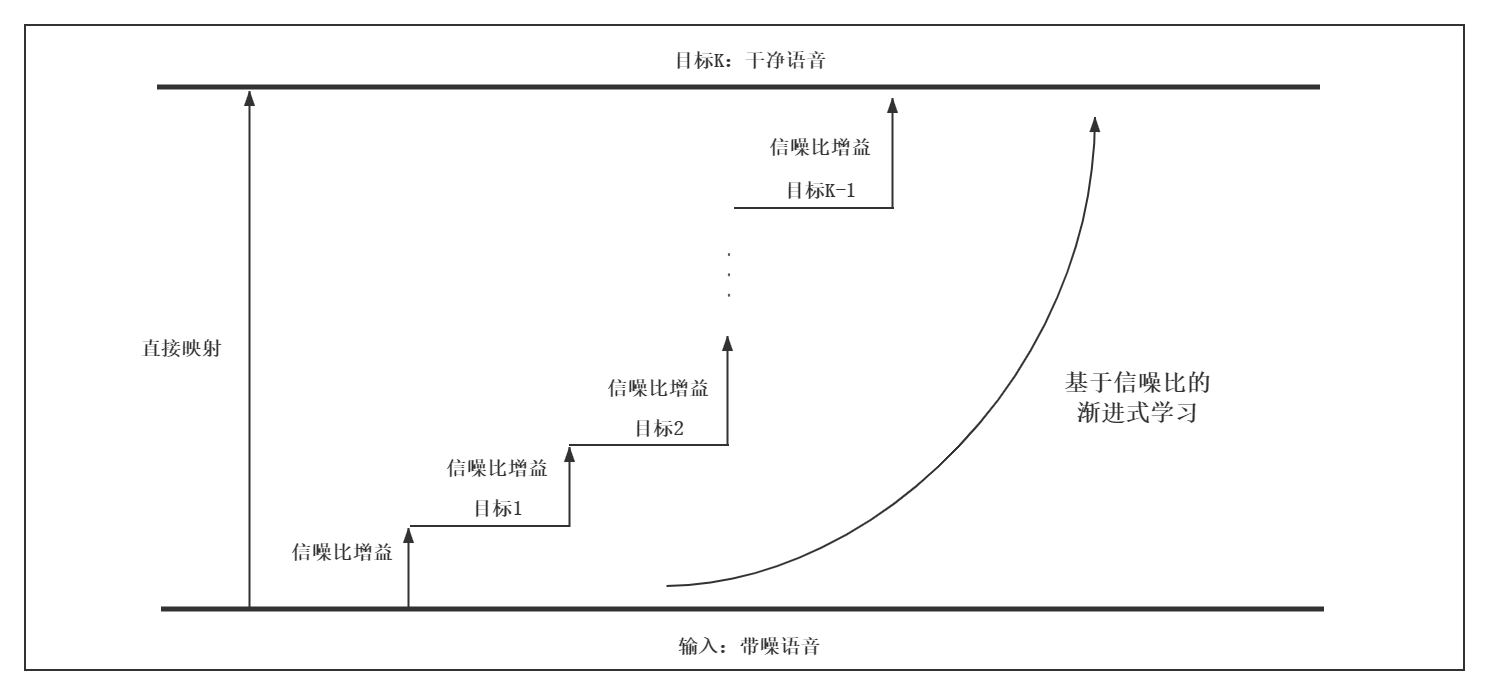 目标K：干净语音
信噪比增益
目标K-1
直接映射
信噪比增益
目标2
基于信噪比的
渐进式学习
信噪比增益
目标1
信噪比增益
输入：带噪语音